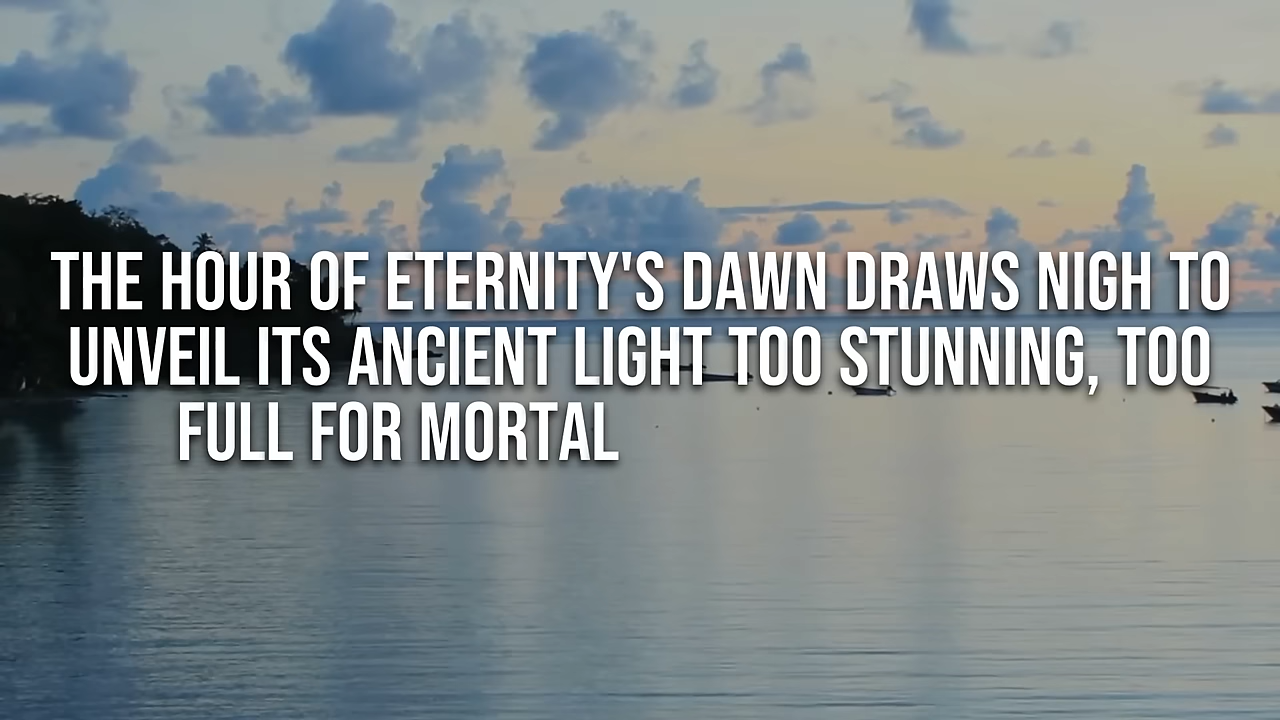 THE HOUR OF ETERNITY'S DAWN DRAWS NIGH TO
UNVEIL ITS ANCIENT LIGHT TOO STUNNING, TOO
FULL FOR MORTAL